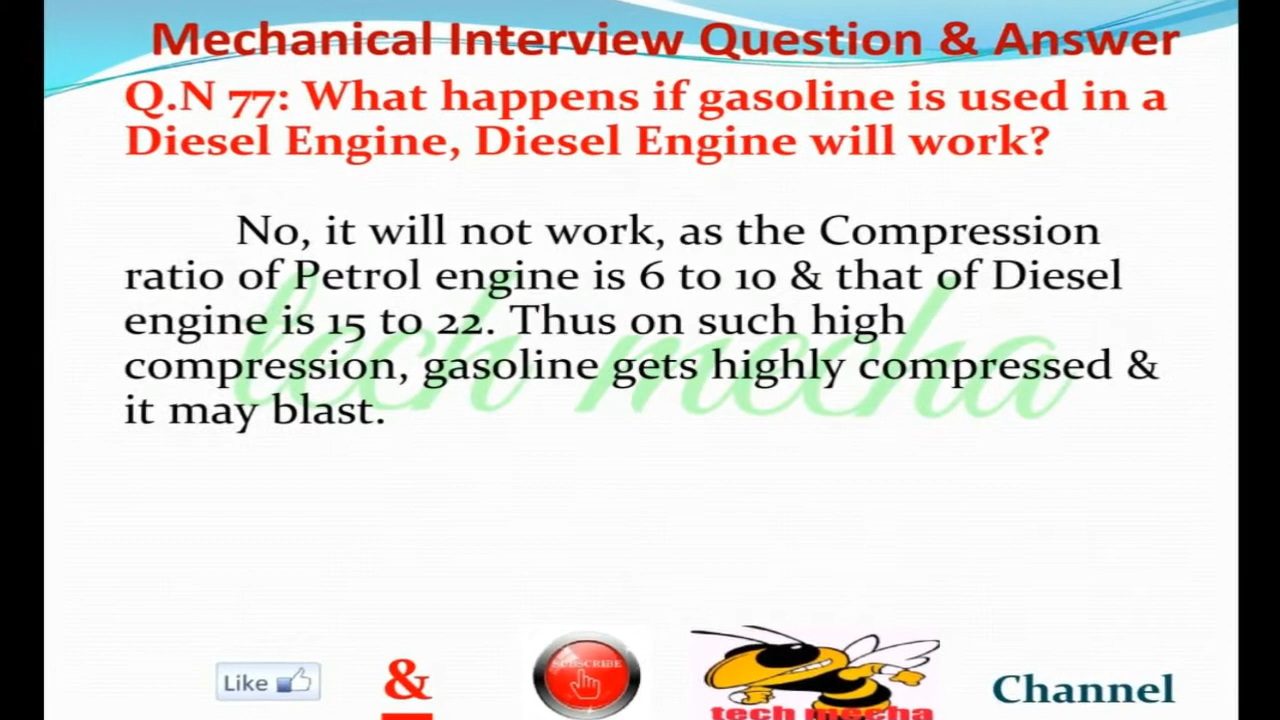 Mechanical Interview Question & Answer
Q.N 77: What happens if gasoline is used in a
Diesel Engine, Diesel Engine will work?
No, it will not work, as the Compression
ratio of Petrol engine is 6 to 10 & that of Diesel
engine is 15 to 22. Thus on such high
compression, gasoline gets highly compressed &
it may blast.
tech mecha
Like & SUBSCRIBE tech mecha Channel